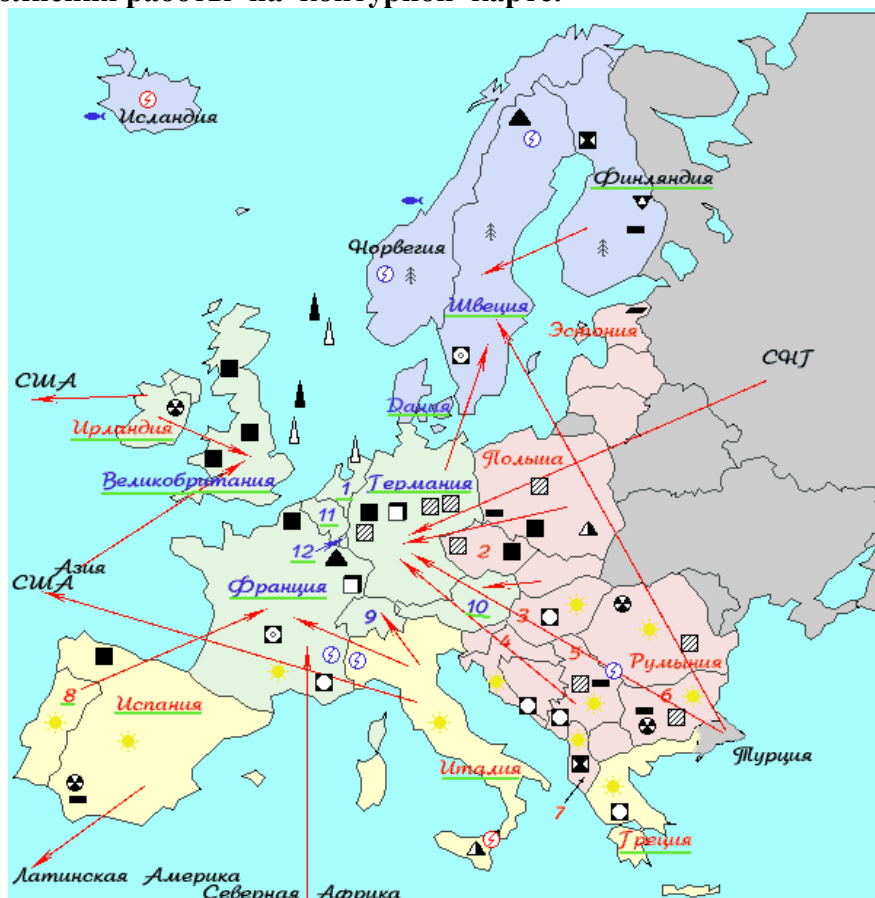 работы на контурной карте.
Исландия
Финляндия
Норвегия
Швеция
Эстония
СНГ
США
Дания
Ирландия
Польша
Великобритания
1
Германия
11
2
12
Азия
США
Франция
9
10
3
4
5
Румыния
8
Испания
6
Турция
Италия
7
Греция
Латинская Америка
Северная Африка